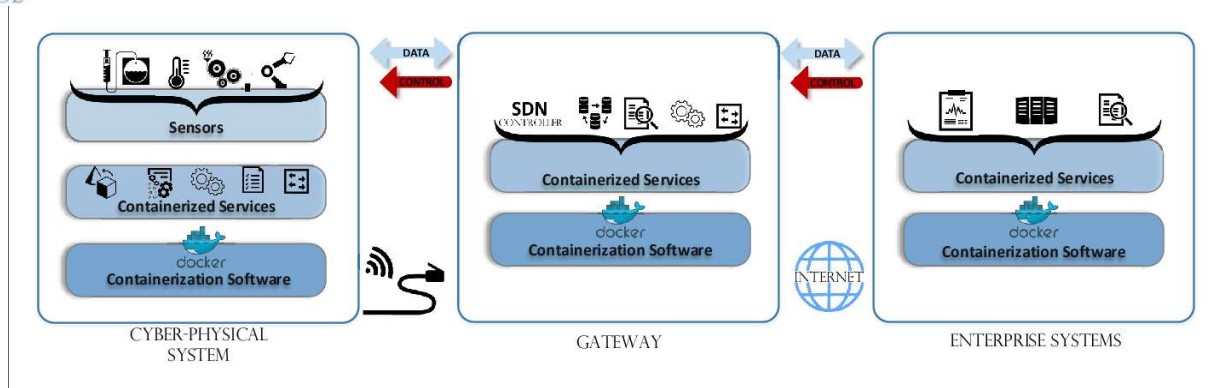 DATA
CONTROL
DATA
CONTROL
Sensors
Containerized Services
docker
Containerization Software
CYBER-PHYSICAL
SYSTEM
SDN
CONTROLLER
Containerized Services
docker
Containerization Software
GATEWAY
INTERNET
Containerized Services
docker
Containerization Software
ENTERPRISE SYSTEMS